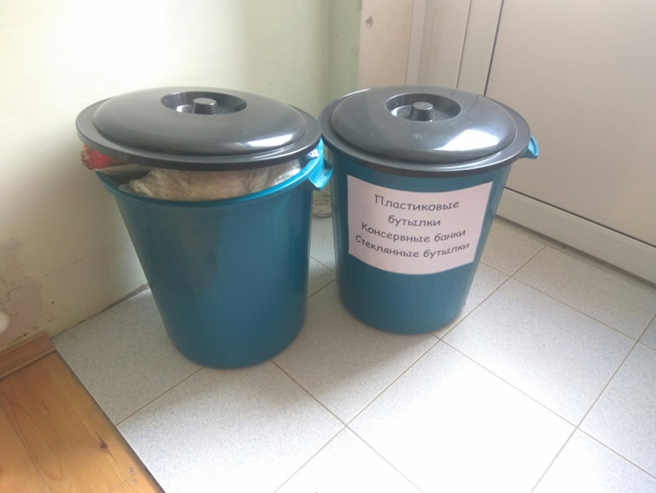 Пластиковые
бутылки
Консервные банки
Стеклянные бутылки